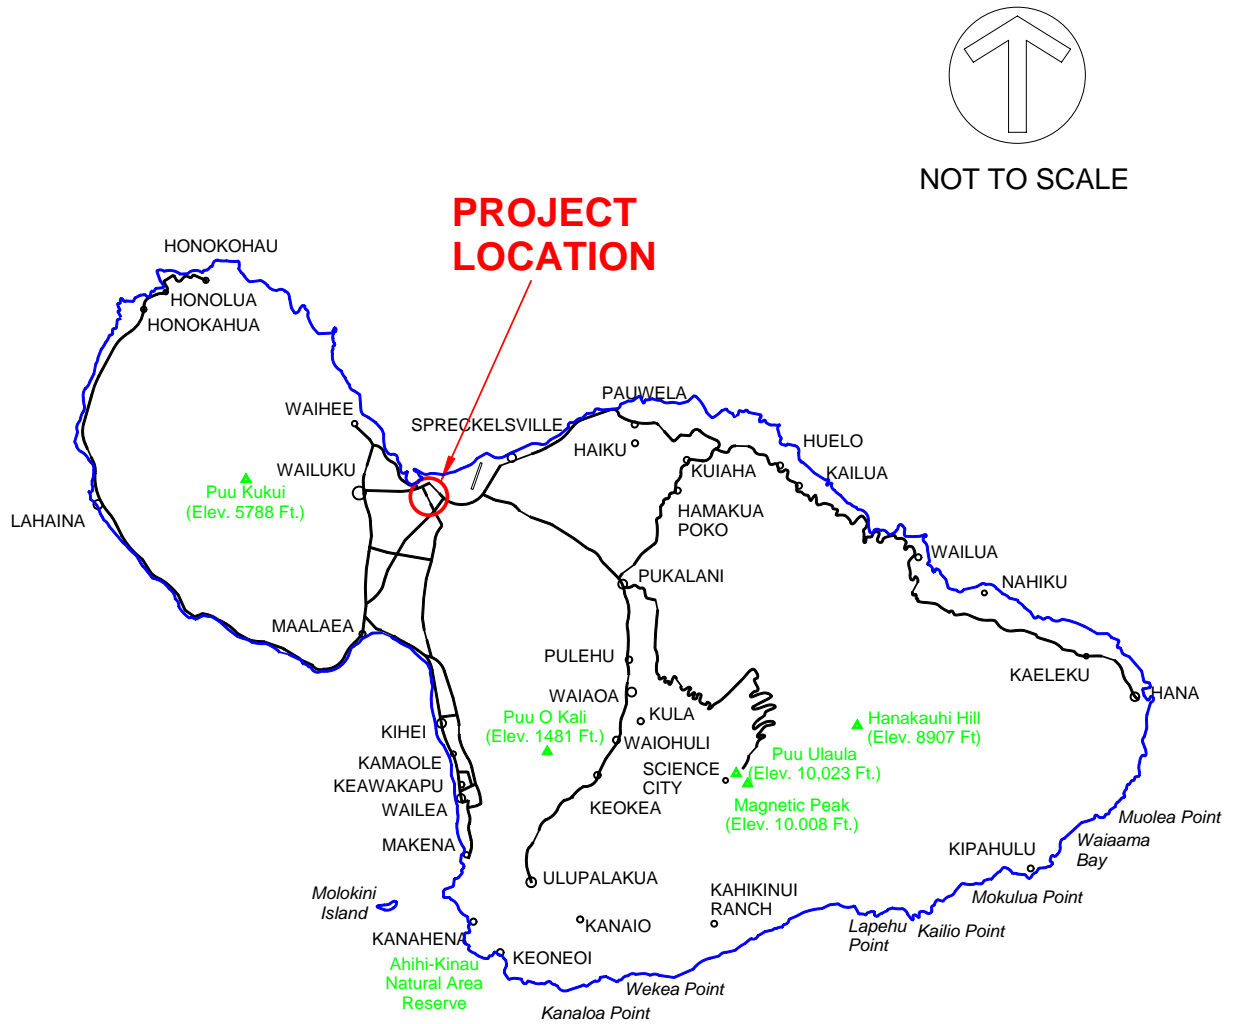 NOT TO SCALE
PROJECT
LOCATION
HONOKOHAU
HONOLUA
HONOKAHUA
PAUWELA
WAIHEE
SPRECKELSVILLE
HAIKU
HUELO
KUIAHA
KAILUA
WAILUKU
Puu Kukui
(Elev. 5788 Ft.)
LAHAINA
HAMAKUA
POKO
WAILUA
PUKALANI
NAHIKU
MAALAEA
PULEHU
KAELEKU
WAIAOA
HANA
KULA
Puu O Kali
(Elev. 1481 Ft.)
Hanakauhi Hill
(Elev. 8907 Ft)
KIHEI
WAIOHULI
Puu Ulaula
(Elev. 10,023 Ft.)
KAMAOLE
SCIENCE
CITY
KEAWAKAPU
KEOKEA
WAILEA
Magnetic Peak
(Elev. 10.008 Ft.)
Muolea Point
MAKENA
Waiaama
Bay
KIPAHULU
ULUPALAKUA
Molokini
Island
KAHIKINUI
RANCH
Mokulua Point
KANAIO
Lapehu
Point
Kailio Point
KANAHENA
KEONEOI
Ahihi-Kinau
Natural Area
Reserve
Wekea Point
Kanaloa Point